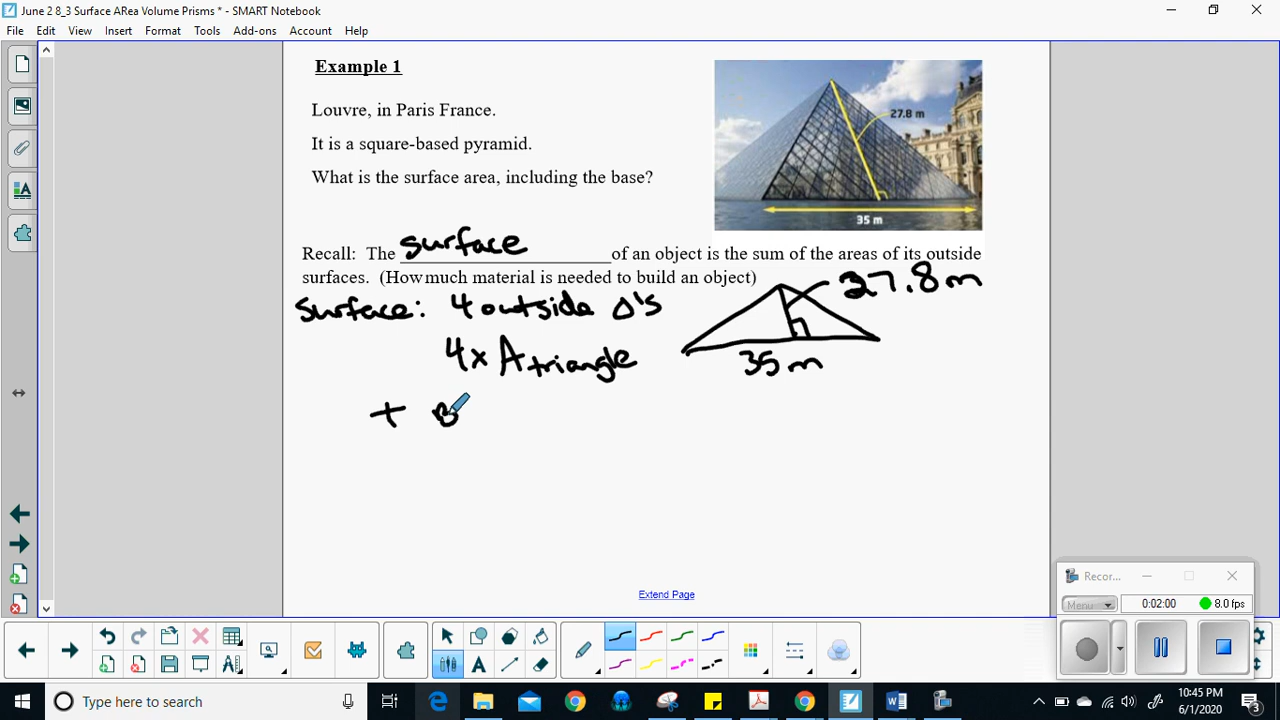 June 2 8_3 Surface ARea Volume Prisms * - SMART Notebook
File Edit View Insert Format Tools Add-ons Account Help
Example 1
Louvre, in Paris France.
It is a square-based pyramid.
What is the surface area, including the base?
27.8 m
35 m
Recall: The surface of an object is the sum of the areas of its outside
surfaces. (How much material is needed to build an object)
27.8 m
Surface: 4 outside Δ's
4x A triangle
35 m
+
Extend Page
Recor...
Menu
0:02:00
8.0 fps
Type here to search
10:45 PM
6/1/2020
3